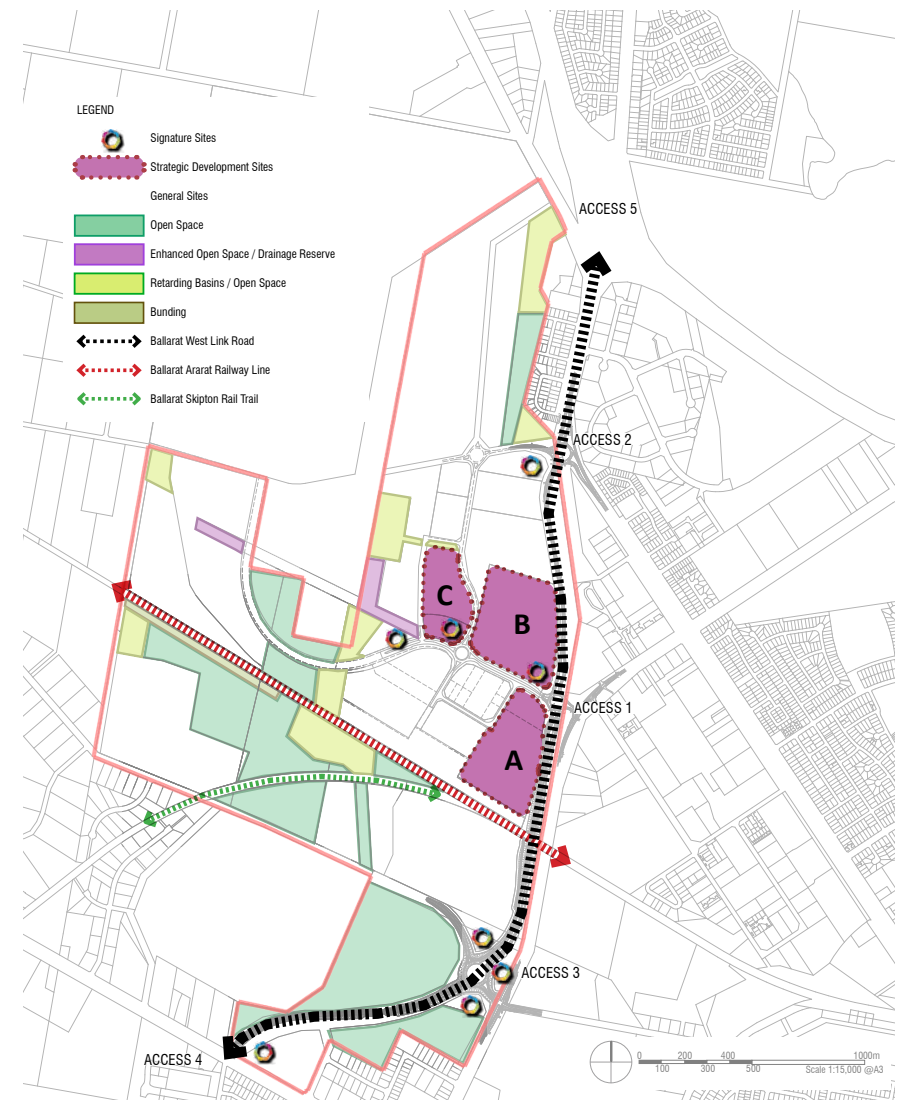 LEGEND
Signature Sites
Strategic Development Sites
General Sites
Open Space
Enhanced Open Space / Drainage Reserve
Retarding Basins / Open Space
Bunding
Ballarat West Link Road
Ballarat Ararat Railway Line
Ballarat Skipton Rail Trail
ACCESS 5
ACCESS 2
C
B
ACCESS 1
A
ACCESS 3
ACCESS 4
0 200 400 1000m
100 300 500 Scale 1:15,000 @A3